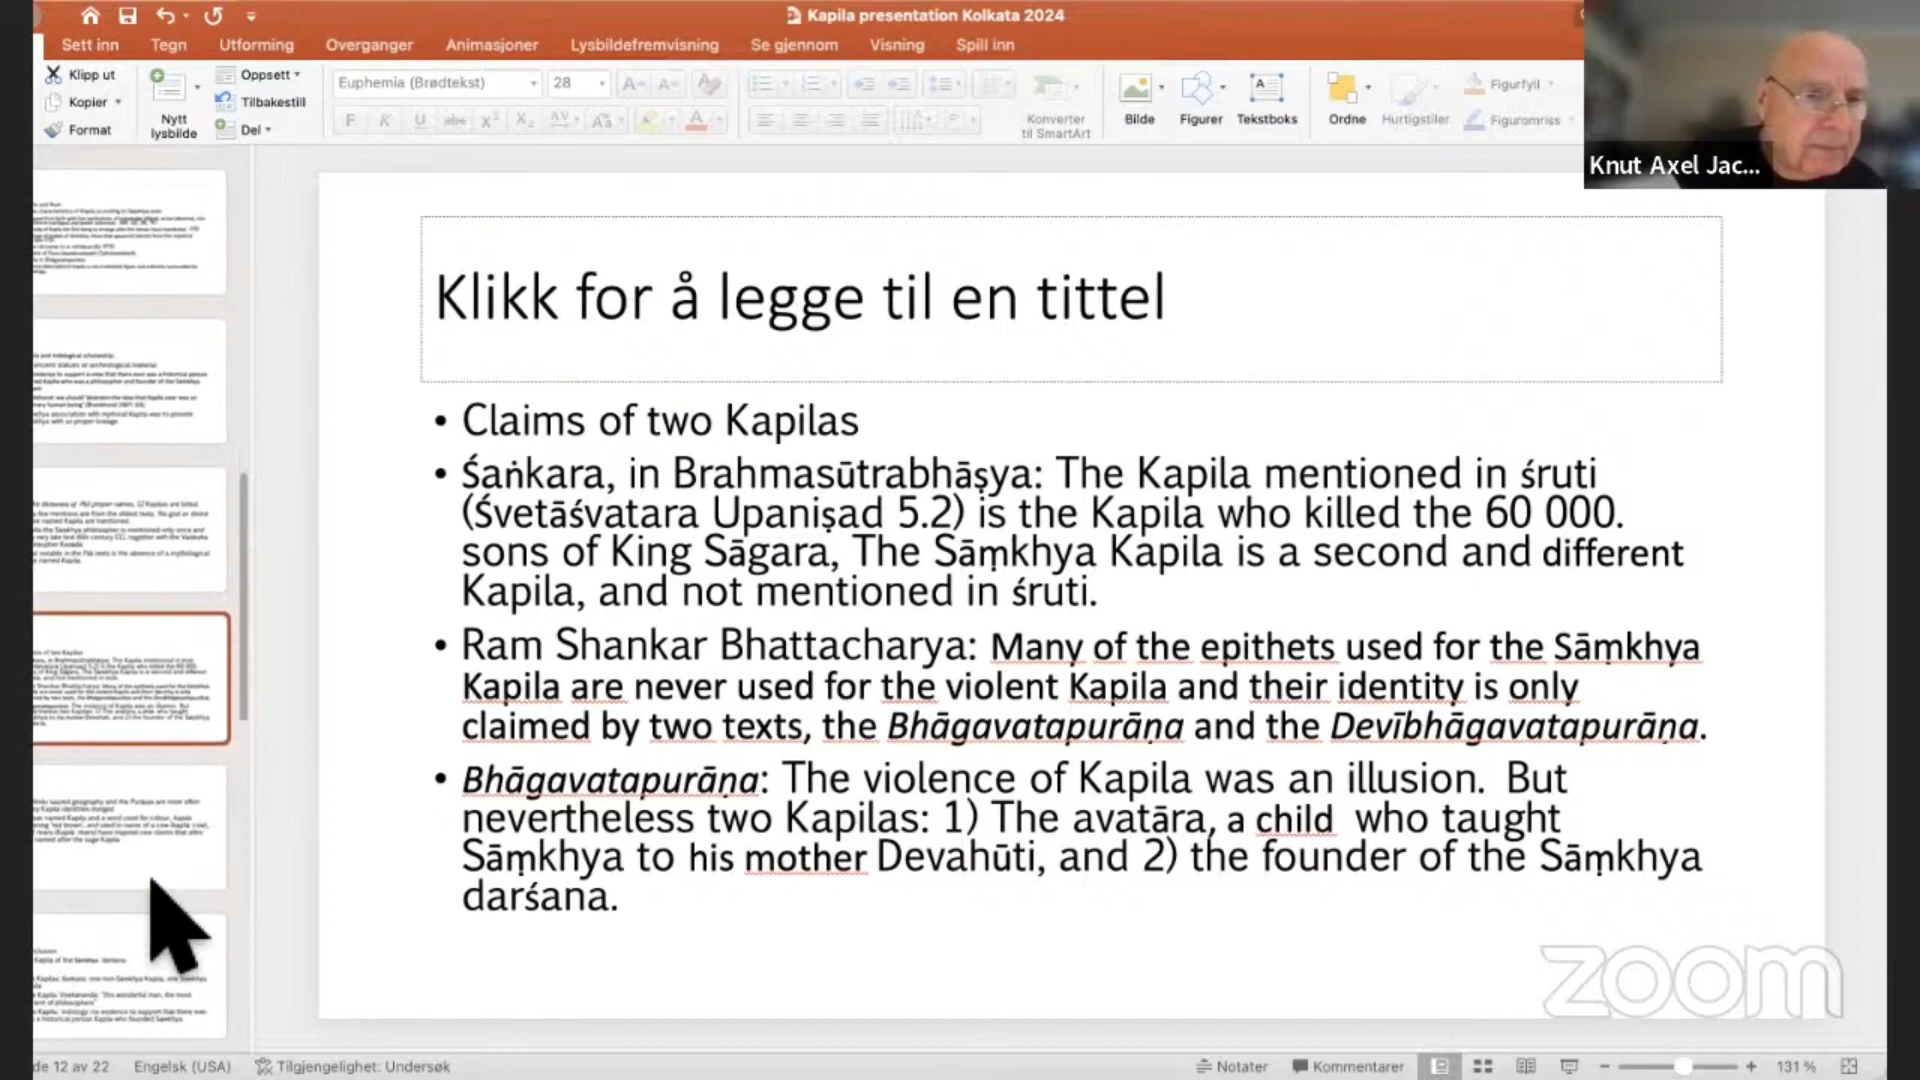 Kapila presentation Kolkata 2024
Sett inn Tegn Utforming Overganger Animasjoner Lysbildefremvisning Se gjennom Visning Spill inn
Klipp ut
Kopier
Format
Nytt
lysbilde
Oppsett
Tilbakestill
Del
Euphemia (Brødtekst) 28
Konverter
til SmartArt
Bilde
Figurer
Tekstboks
Ordne
Hurtigstiler
Figurfyll
Figuromriss
Knut Axel Jac...
Klikk for å legge til en tittel
• Claims of two Kapilas
• Śaṅkara, in Brahmasūtrabhāṣya: The Kapila mentioned in śruti
(Śvetāśvatara Upaniṣad 5.2) is the Kapila who killed the 60 000.
sons of King Sāgara, The Sāṃkhya Kapila is a second and different
Kapila, and not mentioned in śruti.
• Ram Shankar Bhattacharya: Many of the epithets used for the Sāṃkhya
Kapila are never used for the violent Kapila and their identity is only
claimed by two texts, the Bhāgavatapurāṇa and the Devībhāgavatapurāṇa.
• Bhāgavatapurāṇa: The violence of Kapila was an illusion. But
nevertheless two Kapilas: 1) The avatāra, a child who taught
Sāṃkhya to his mother Devahūti, and 2) the founder of the Sāṃkhya
darśana.
zoom
de 12 av 22 Engelsk (USA) Tilgjengelighet: Undersøk Notater Kommentarer 131 %